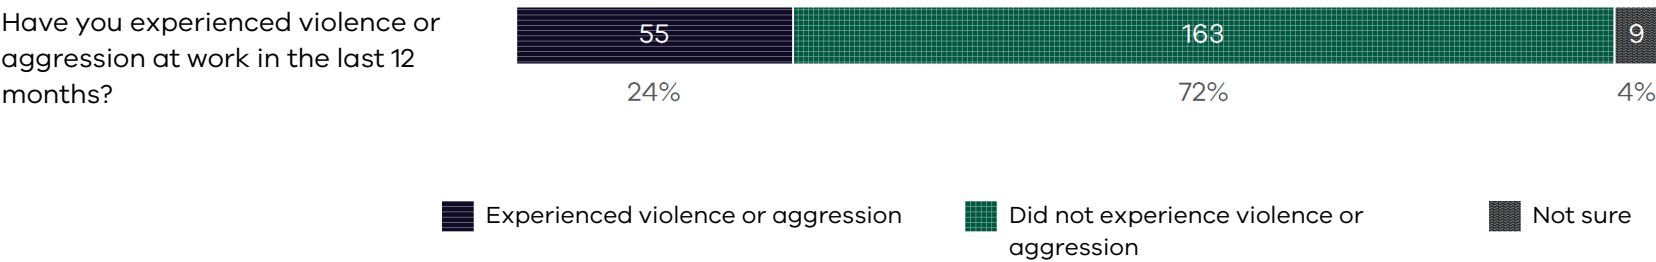 Have you experienced violence or
aggression at work in the last 12
months?
55
163
9
24%
72%
4%
Experienced violence or aggression
Did not experience violence or
aggression
Not sure